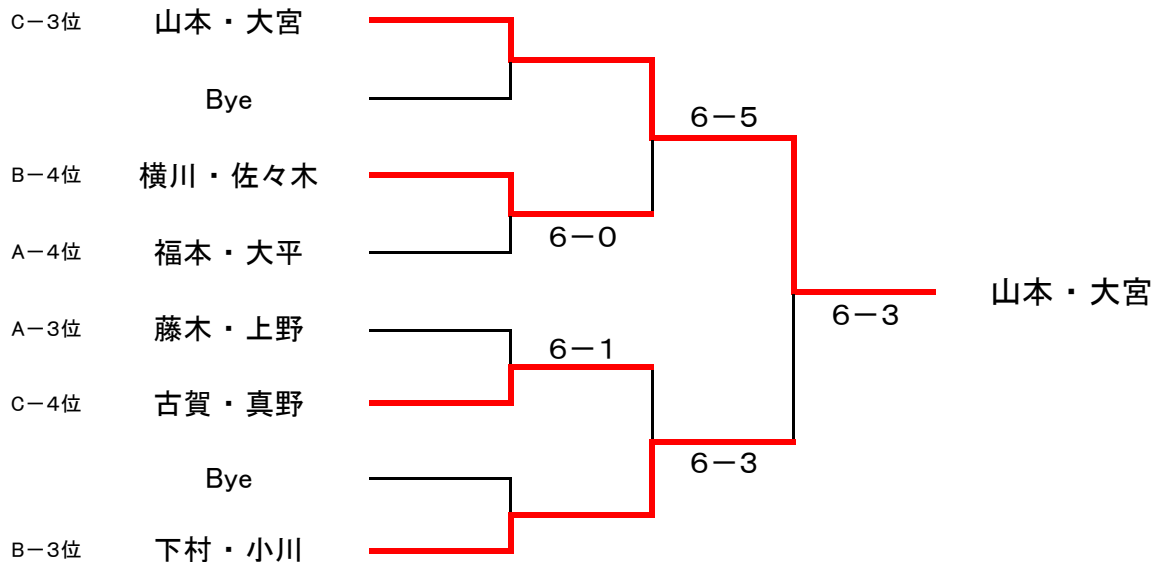 C－3位 山本・大宮
Bye
6－5
B－4位 横川・佐々木
6－0
A－4位 福本・大平
山本・大宮
6－3
A－3位 藤木・上野
6－1
C－4位 古賀・真野
6－3
Bye
B－3位 下村・小川